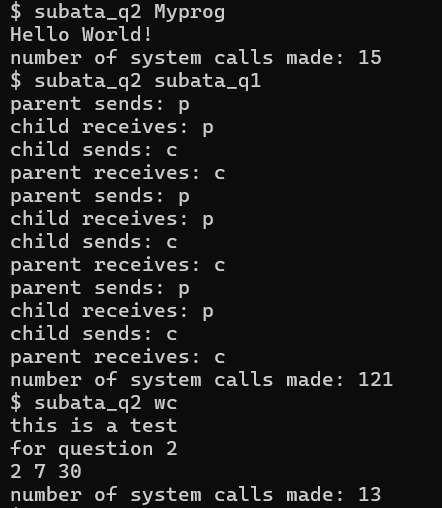 $ subata_q2 Myprog
Hello World!
number of system calls made: 15
$ subata_q2 subata_q1
parent sends: p
child receives: p
child sends: c
parent receives: c
parent sends: p
child receives: p
child sends: c
parent receives: c
parent sends: p
child receives: p
child sends: c
parent receives: c
number of system calls made: 121
$ subata_q2 wc
this is a test
for question 2
2 7 30
number of system calls made: 13